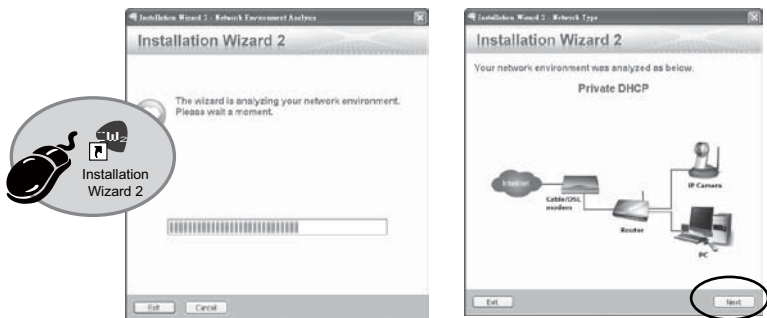 Installation Wizard 2 - Network Environment Analysis
Installation Wizard 2
The wizard is analyzing your network environment.
Please wait a moment.
IW2
Installation
Wizard 2
Exit
Cancel
Installation Wizard 2 - Network Type
Installation Wizard 2
Your network environment was analyzed as below.
Private DHCP
Internet
Cable/DSL
modem
Router
IP Camera
PC
Exit
Next